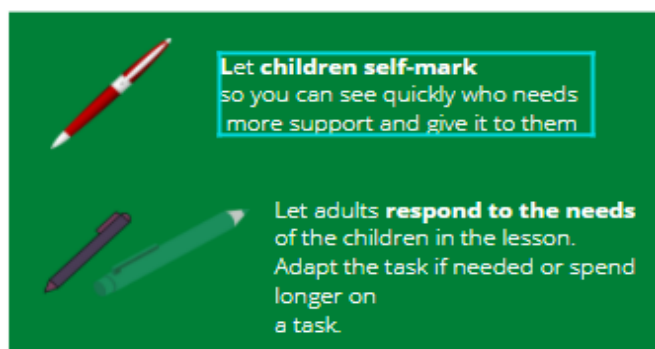 Let children self-mark
so you can see quickly who needs
more support and give it to them
Let adults respond to the needs
of the children in the lesson.
Adapt the task if needed or spend
longer on
a task.